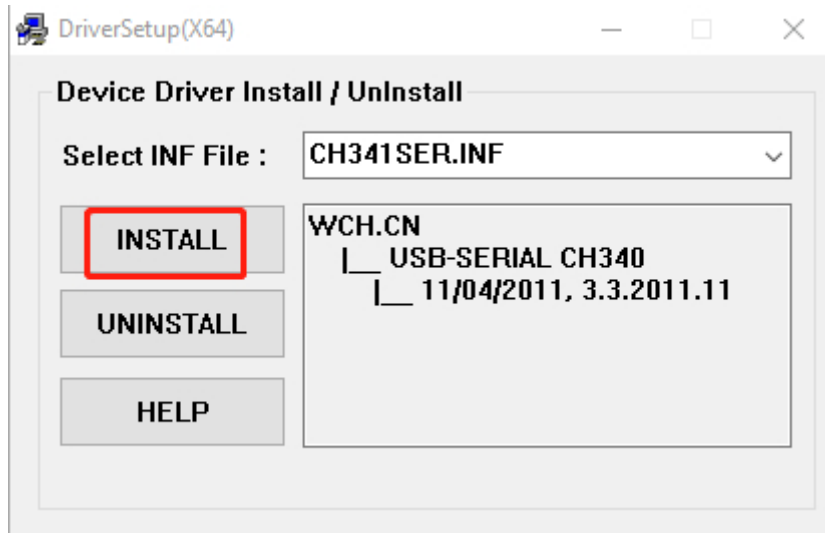 DriverSetup(X64)
Device Driver Install / UnInstall
Select INF File :
CH341SER.INF
INSTALL
UNINSTALL
HELP
WCH.CN
|__ USB-SERIAL CH340
|__ 11/04/2011, 3.3.2011.11